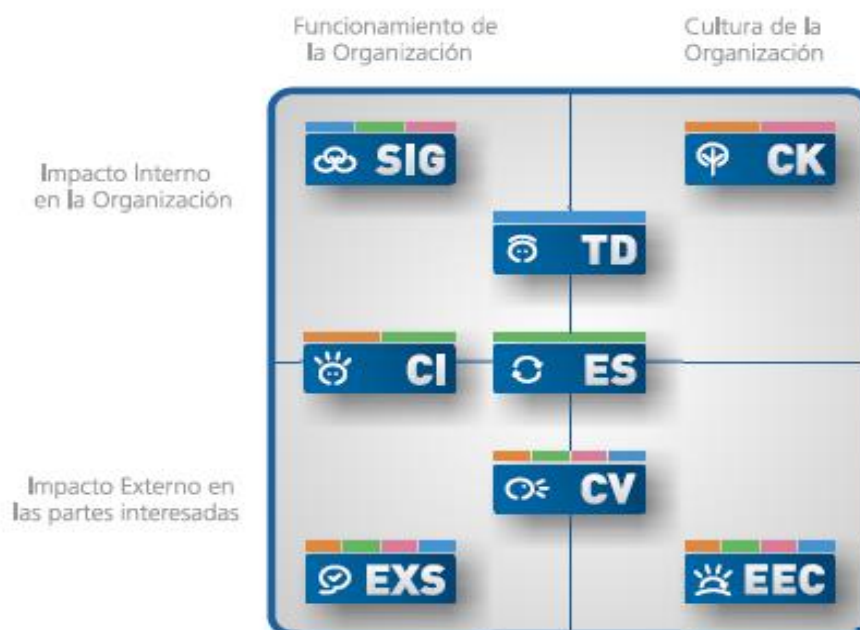 Funcionamiento de
la Organización
Cultura de la
Organización
Impacto Interno
en la Organización
SIG
CK
TD
CI
ES
Impacto Externo en
las partes interesadas
CV
EXS
EEC